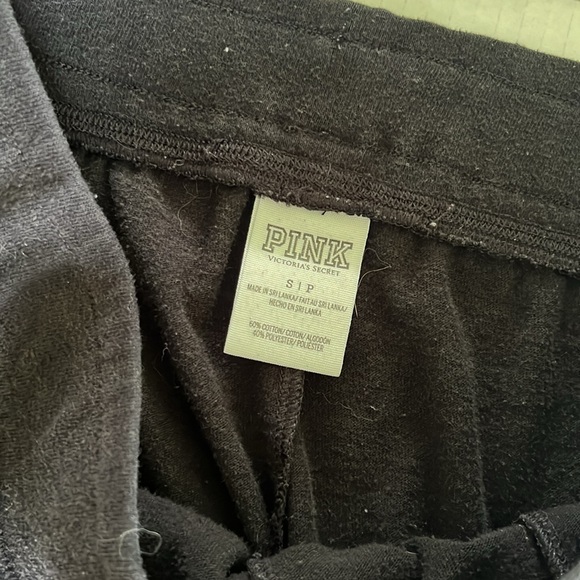 PINK
VICTORIA'S SECRET
S | P
MADE IN SRI LANKA/ FAIT AU SRI LANKA/
HECHO EN SRI LANKA
60% COTTON/ COTON/ ALGODÓN
40% POLYESTER/ POLIÉSTER